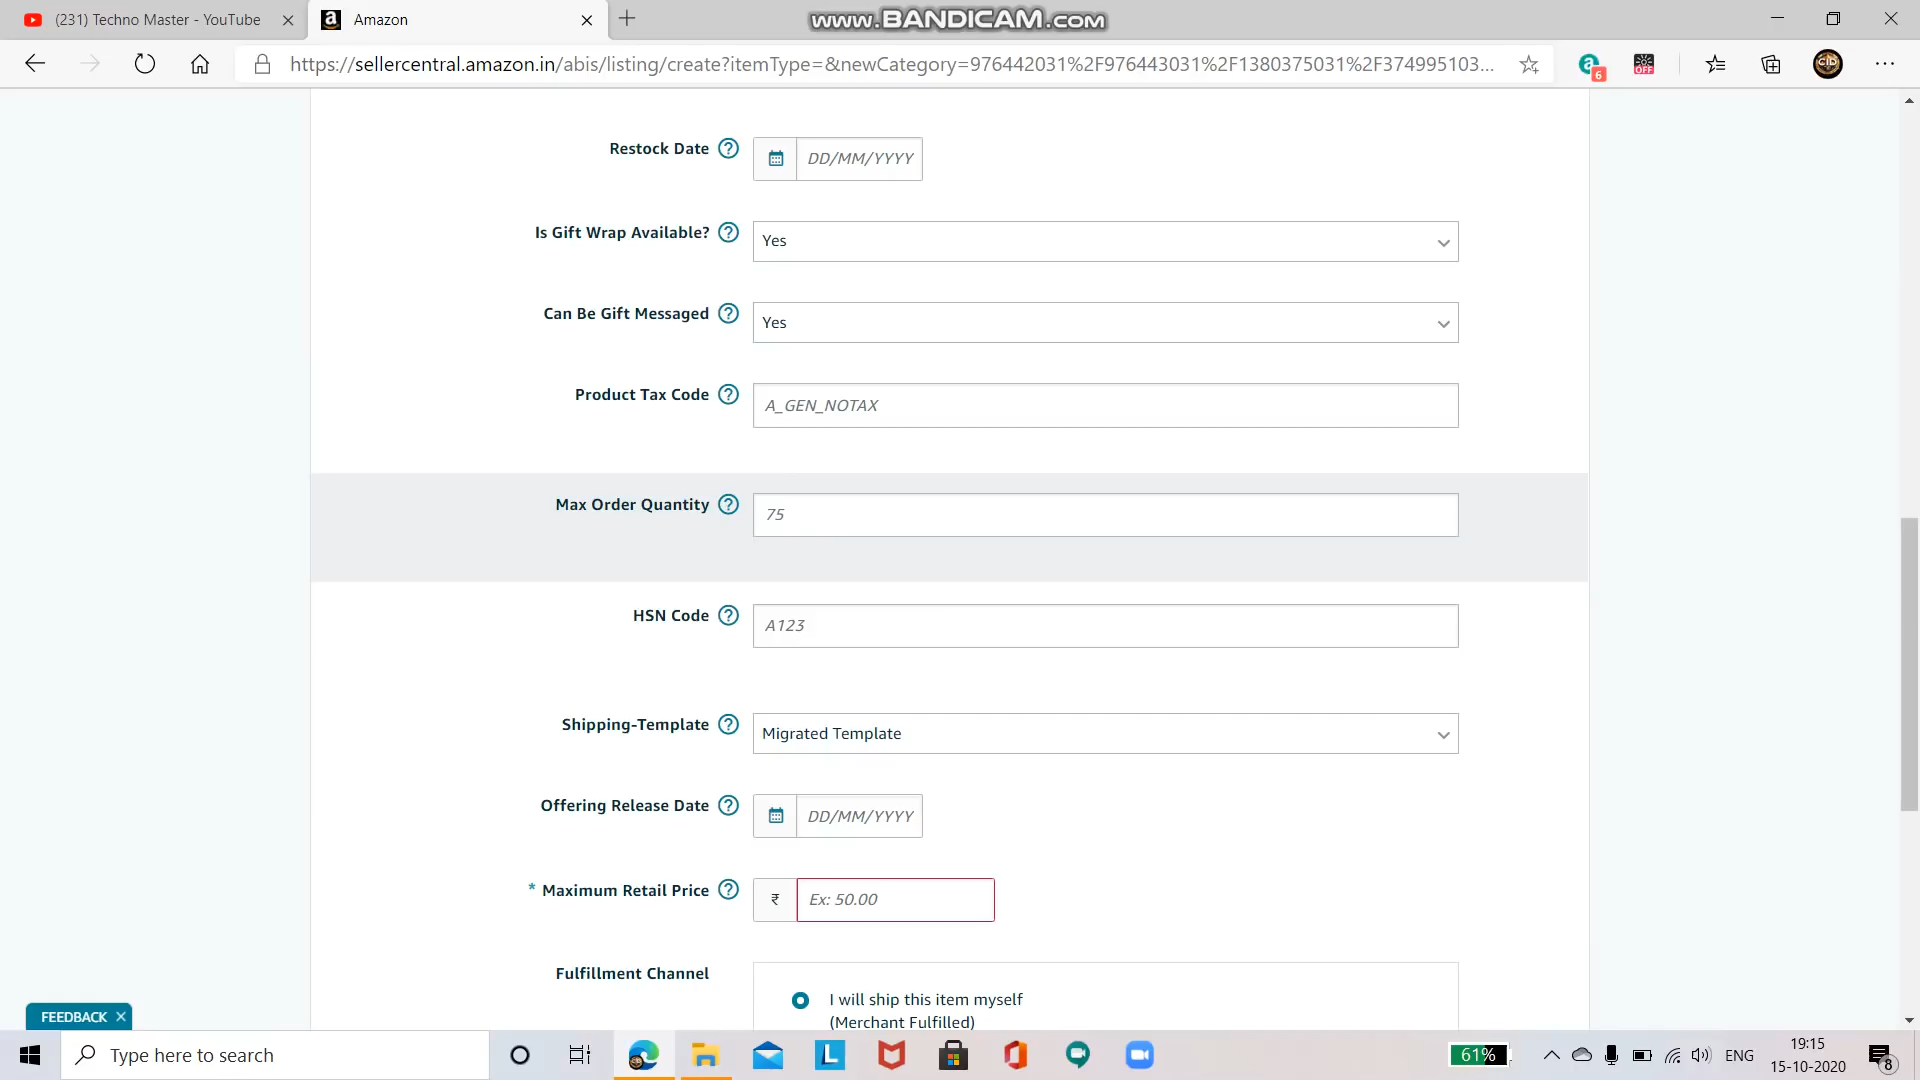 (231) Techno Master - YouTube
Amazon
www.BANDICAM.com
https://sellercentral.amazon.in/abis/listing/create?itemType=&newCategory=976442031%2F976443031%2F1380375031%2F374995103...
6
OFF
CID
Restock Date
DD/MM/YYYY
Is Gift Wrap Available?
Yes
Can Be Gift Messaged
Yes
Product Tax Code
A_GEN_NOTAX
Max Order Quantity
75
HSN Code
A123
Shipping-Template
Migrated Template
Offering Release Date
DD/MM/YYYY
* Maximum Retail Price
₹
Ex: 50.00
Fulfillment Channel
I will ship this item myself
(Merchant Fulfilled)
FEEDBACK
Type here to search
61%
ENG
19:15
15-10-2020
8